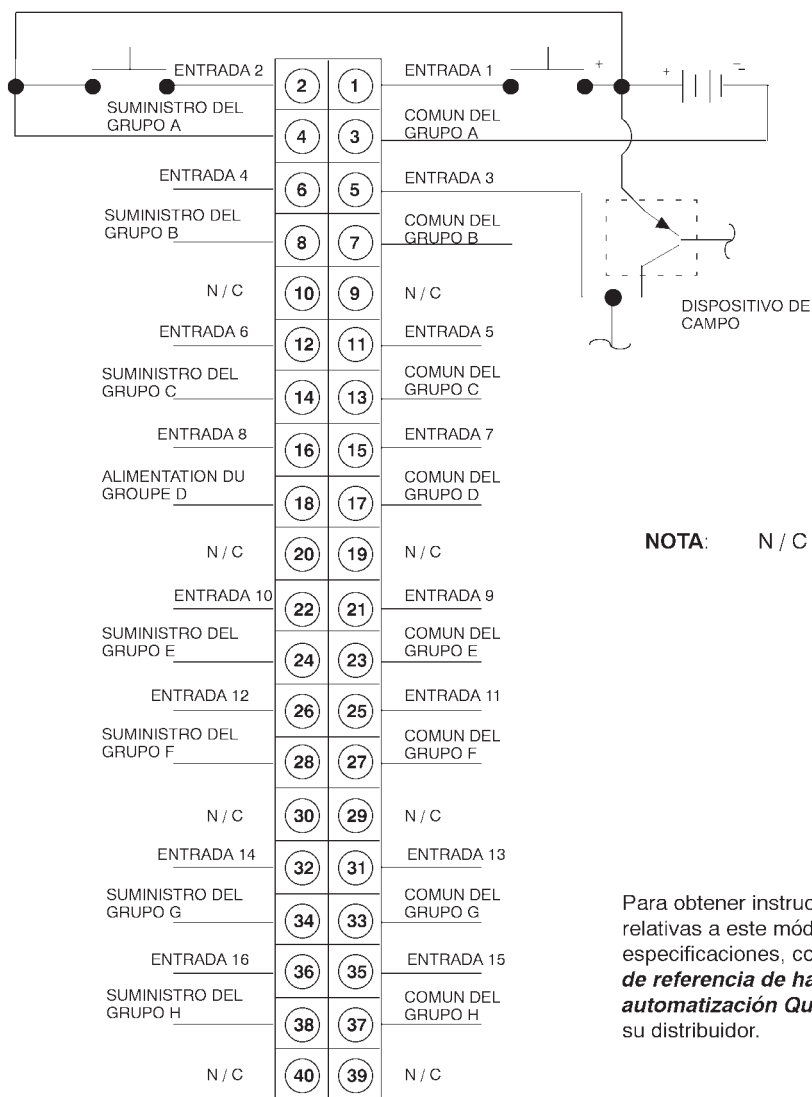 ENTRADA 2 2 1 ENTRADA 1 + + –
SUMINISTRO DEL
GRUPO A 4 3 COMUN DEL
GRUPO A
ENTRADA 4 6 5 ENTRADA 3
SUMINISTRO DEL
GRUPO B 8 7 COMUN DEL
GRUPO B
N / C 10 9 N / C
DISPOSITIVO DE
CAMPO
ENTRADA 6 12 11 ENTRADA 5
SUMINISTRO DEL
GRUPO C 14 13 COMUN DEL
GRUPO C
ENTRADA 8 16 15 ENTRADA 7
ALIMENTATION DU
GROUPE D 18 17 COMUN DEL
GRUPO D
N / C 20 19 N / C
NOTA: N / C
ENTRADA 10 22 21 ENTRADA 9
SUMINISTRO DEL
GRUPO E 24 23 COMUN DEL
GRUPO E
ENTRADA 12 26 25 ENTRADA 11
SUMINISTRO DEL
GRUPO F 28 27 COMUN DEL
GRUPO F
N / C 30 29 N / C
ENTRADA 14 32 31 ENTRADA 13
SUMINISTRO DEL
GRUPO G 34 33 COMUN DEL
GRUPO G
ENTRADA 16 36 35 ENTRADA 15
SUMINISTRO DEL
GRUPO H 38 37 COMUN DEL
GRUPO H
N / C 40 39 N / C
Para obtener instruc
relativas a este mód
especificaciones, co
de referencia de ha
automatización Qu
su distribuidor.